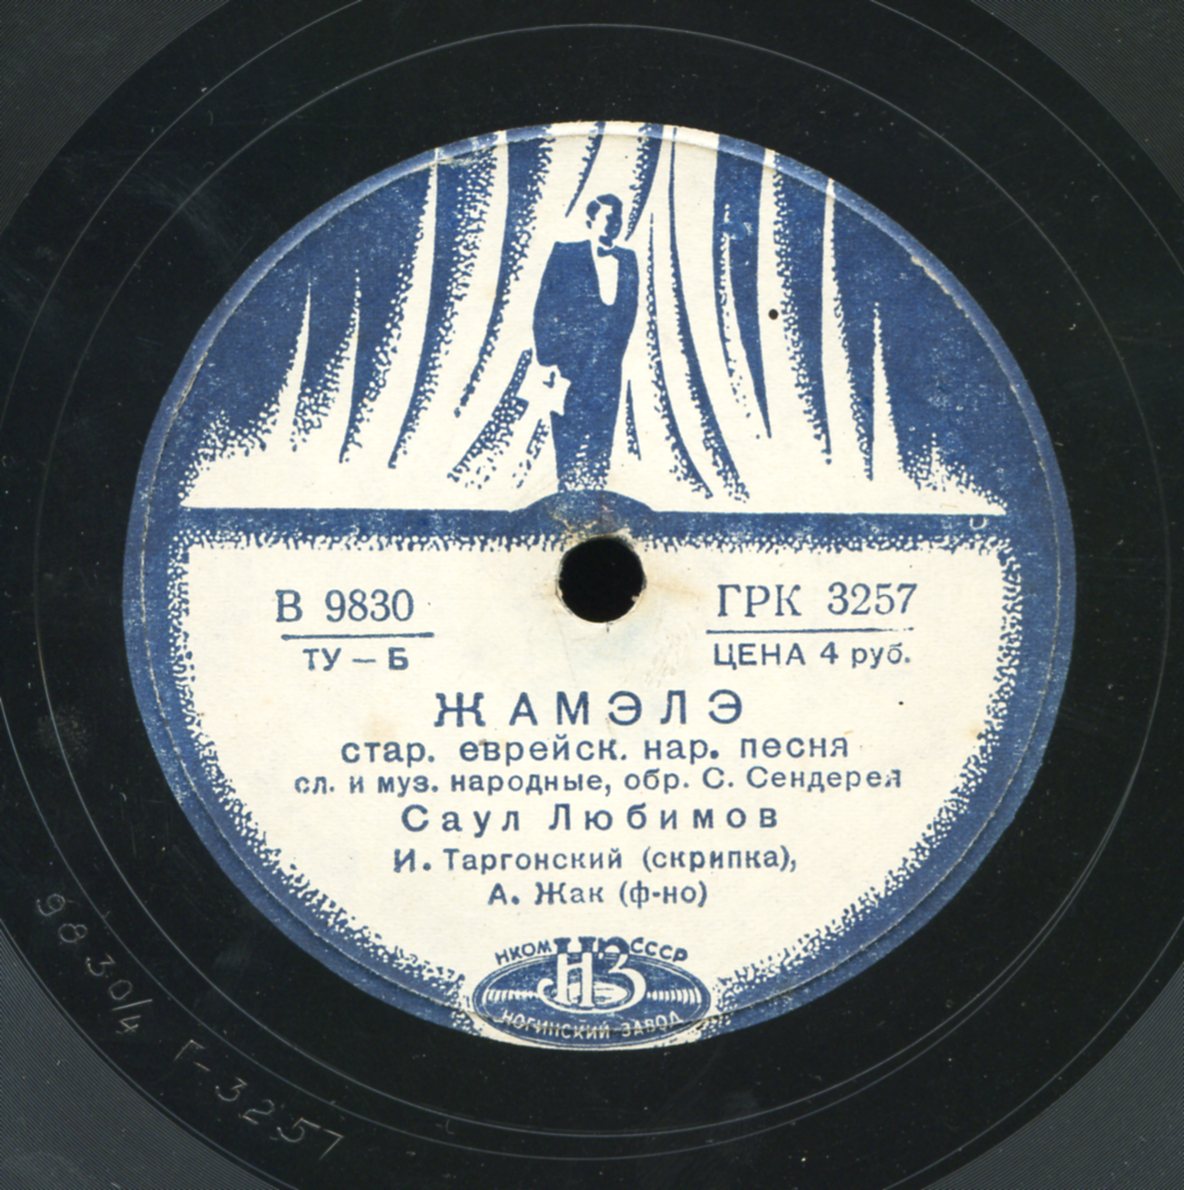 В 9830
ГРК 3257
ТУ — Б
ЦЕНА 4 руб.
ЖАМЭЛЭ
стар. еврейск. нар. песня
сл. и муз. народные, обр. С. Сендерея
Саул Любимов
И. Таргонский (скрипка),
А. Жак (ф-но)
НКОМ СССР
НЗ
НОГИНСКИЙ ЗАВОД
9830/4 Г-3257